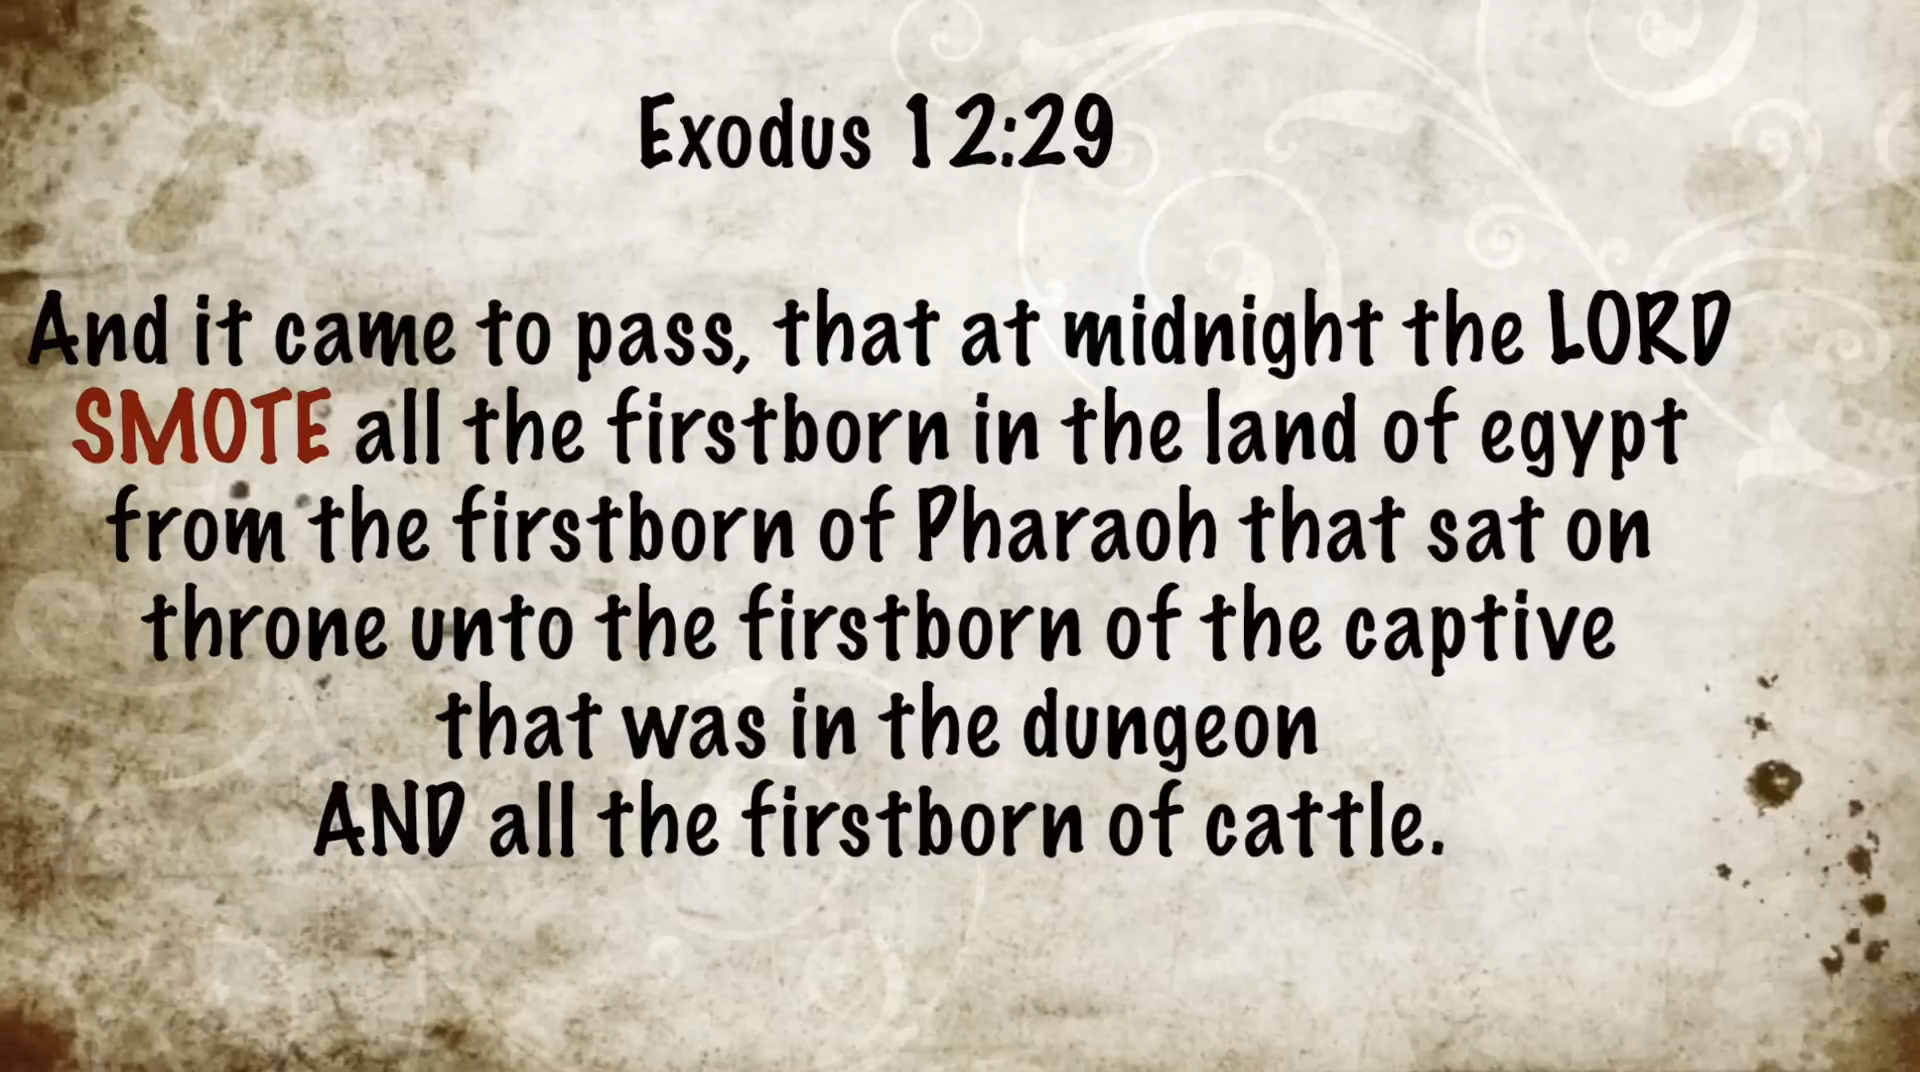 Exodus 12:29
And it came to pass, that at midnight the LORD
SMOTE all the firstborn in the land of egypt
from the firstborn of Pharaoh that sat on
throne unto the firstborn of the captive
that was in the dungeon
AND all the firstborn of cattle.